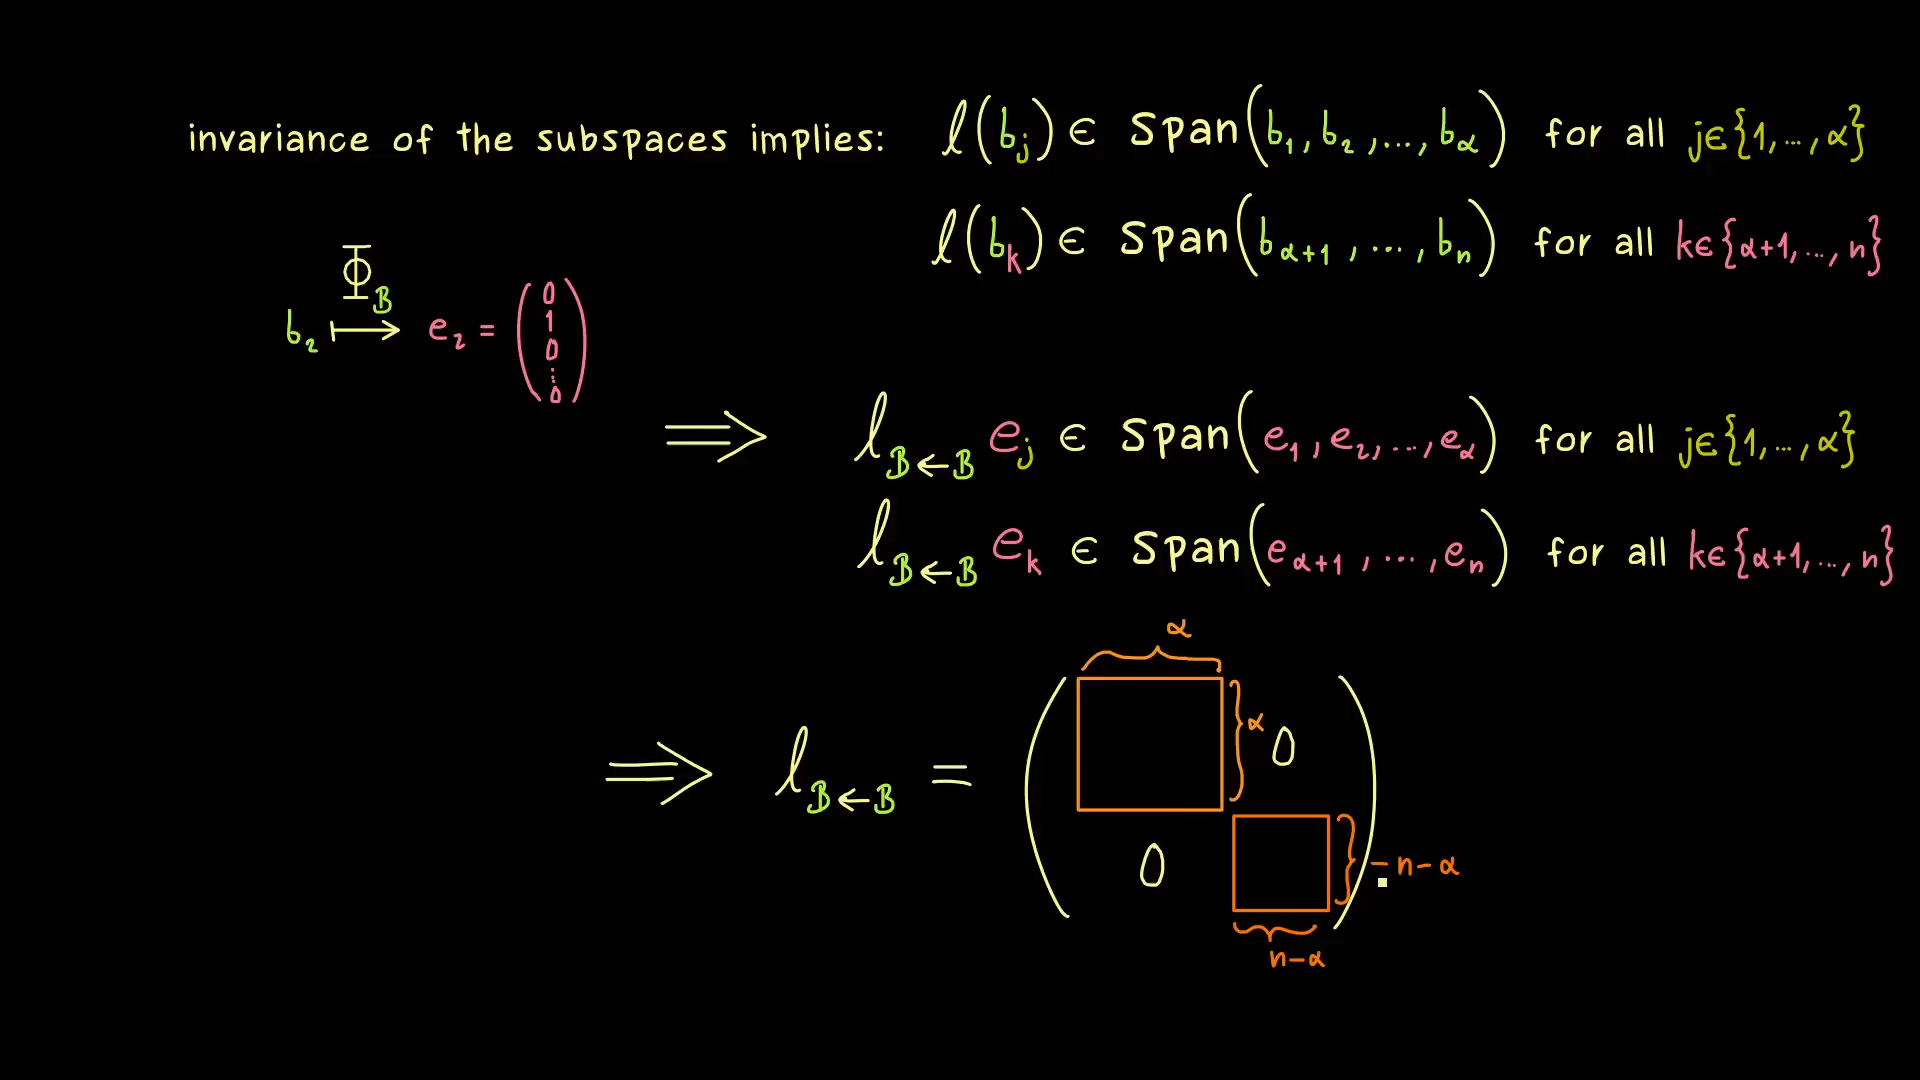 invariance of the subspaces implies: ℓ(b_j) ∈ Span(b_1, b_2, ..., b_α) for all j∈{1, ..., α}
ℓ(b_k) ∈ Span(b_{α+1}, ..., b_n) for all k∈{α+1, ..., n}
Φ_B
b_2 ↦ e_2 = (0 1 0 ⋮ 0)
⟹ ℓ_{B←B} e_j ∈ Span(e_1, e_2, ..., e_α) for all j∈{1, ..., α}
ℓ_{B←B} e_k ∈ Span(e_{α+1}, ..., e_n) for all k∈{α+1, ..., n}
α
α 0
⟹ ℓ_{B←B} = ( )
0 – n-α
n-α